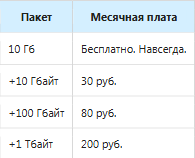 Пакет Месячная плата
10 Гб Бесплатно. Навсегда.
+10 Гбайт 30 руб.
+100 Гбайт 80 руб.
+1 Тбайт 200 руб.